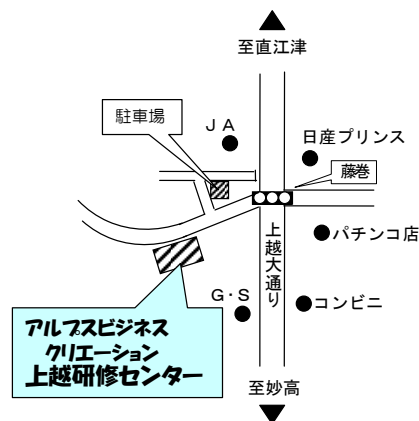 至直江津
駐車場
ＪＡ
日産プリンス
藤巻
上越大通り
パチンコ店
Ｇ・Ｓ
コンビニ
アルプスビジネス
クリエーション
上越研修センター
至妙高